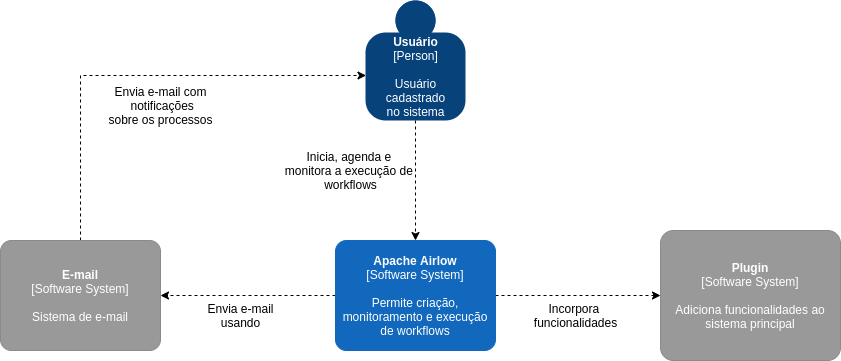 Usuário
[Person]
Usuário
cadastrado
no sistema
Envia e-mail com
notificações
sobre os processos
Inicia, agenda e
monitora a execução de
workflows
E-mail
[Software System]
Sistema de e-mail
Envia e-mail
usando
Apache Airlow
[Software System]
Permite criação,
monitoramento e execução
de workflows
Incorpora
funcionalidades
Plugin
[Software System]
Adiciona funcionalidades ao
sistema principal